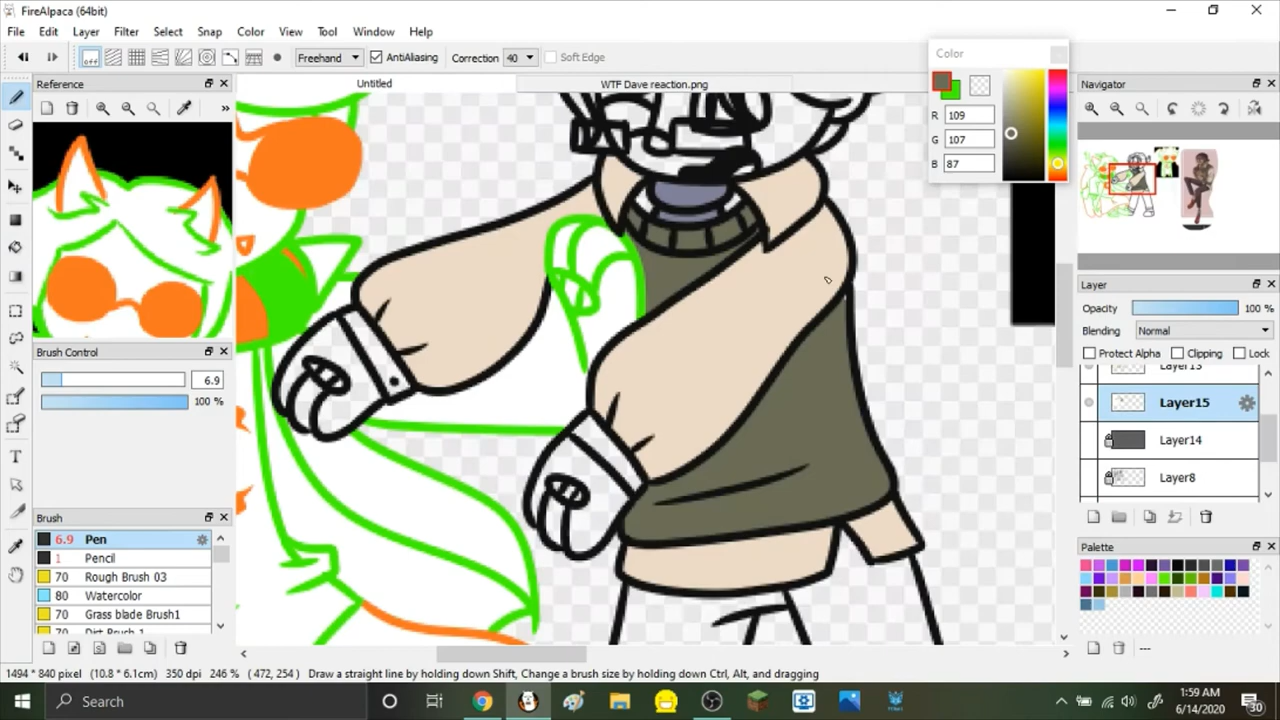 FireAlpaca (64bit)
File Edit Layer Filter Select Snap Color View Tool Window Help
off Freehand AntiAliasing Correction 40 Soft Edge
Reference
Untitled WTF Dave reaction.png
Color
R 109
G 107
B 87
Navigator
Brush Control
6.9
100 %
Brush
6.9 Pen
1 Pencil
70 Rough Brush 03
80 Watercolor
70 Grass blade Brush1
70 Dirt Brush 1
Layer
Opacity 100 %
Blending Normal
Protect Alpha Clipping Lock
Layer13
Layer15
Layer14
Layer8
Palette
---
1494 * 840 pixel (10.8 * 6.1cm) 350 dpi 246 % ( 472, 254 ) Draw a straight line by holding down Shift, Change a brush size by holding down Ctrl, Alt, and dragging
Search
1:59 AM
6/14/2020
30